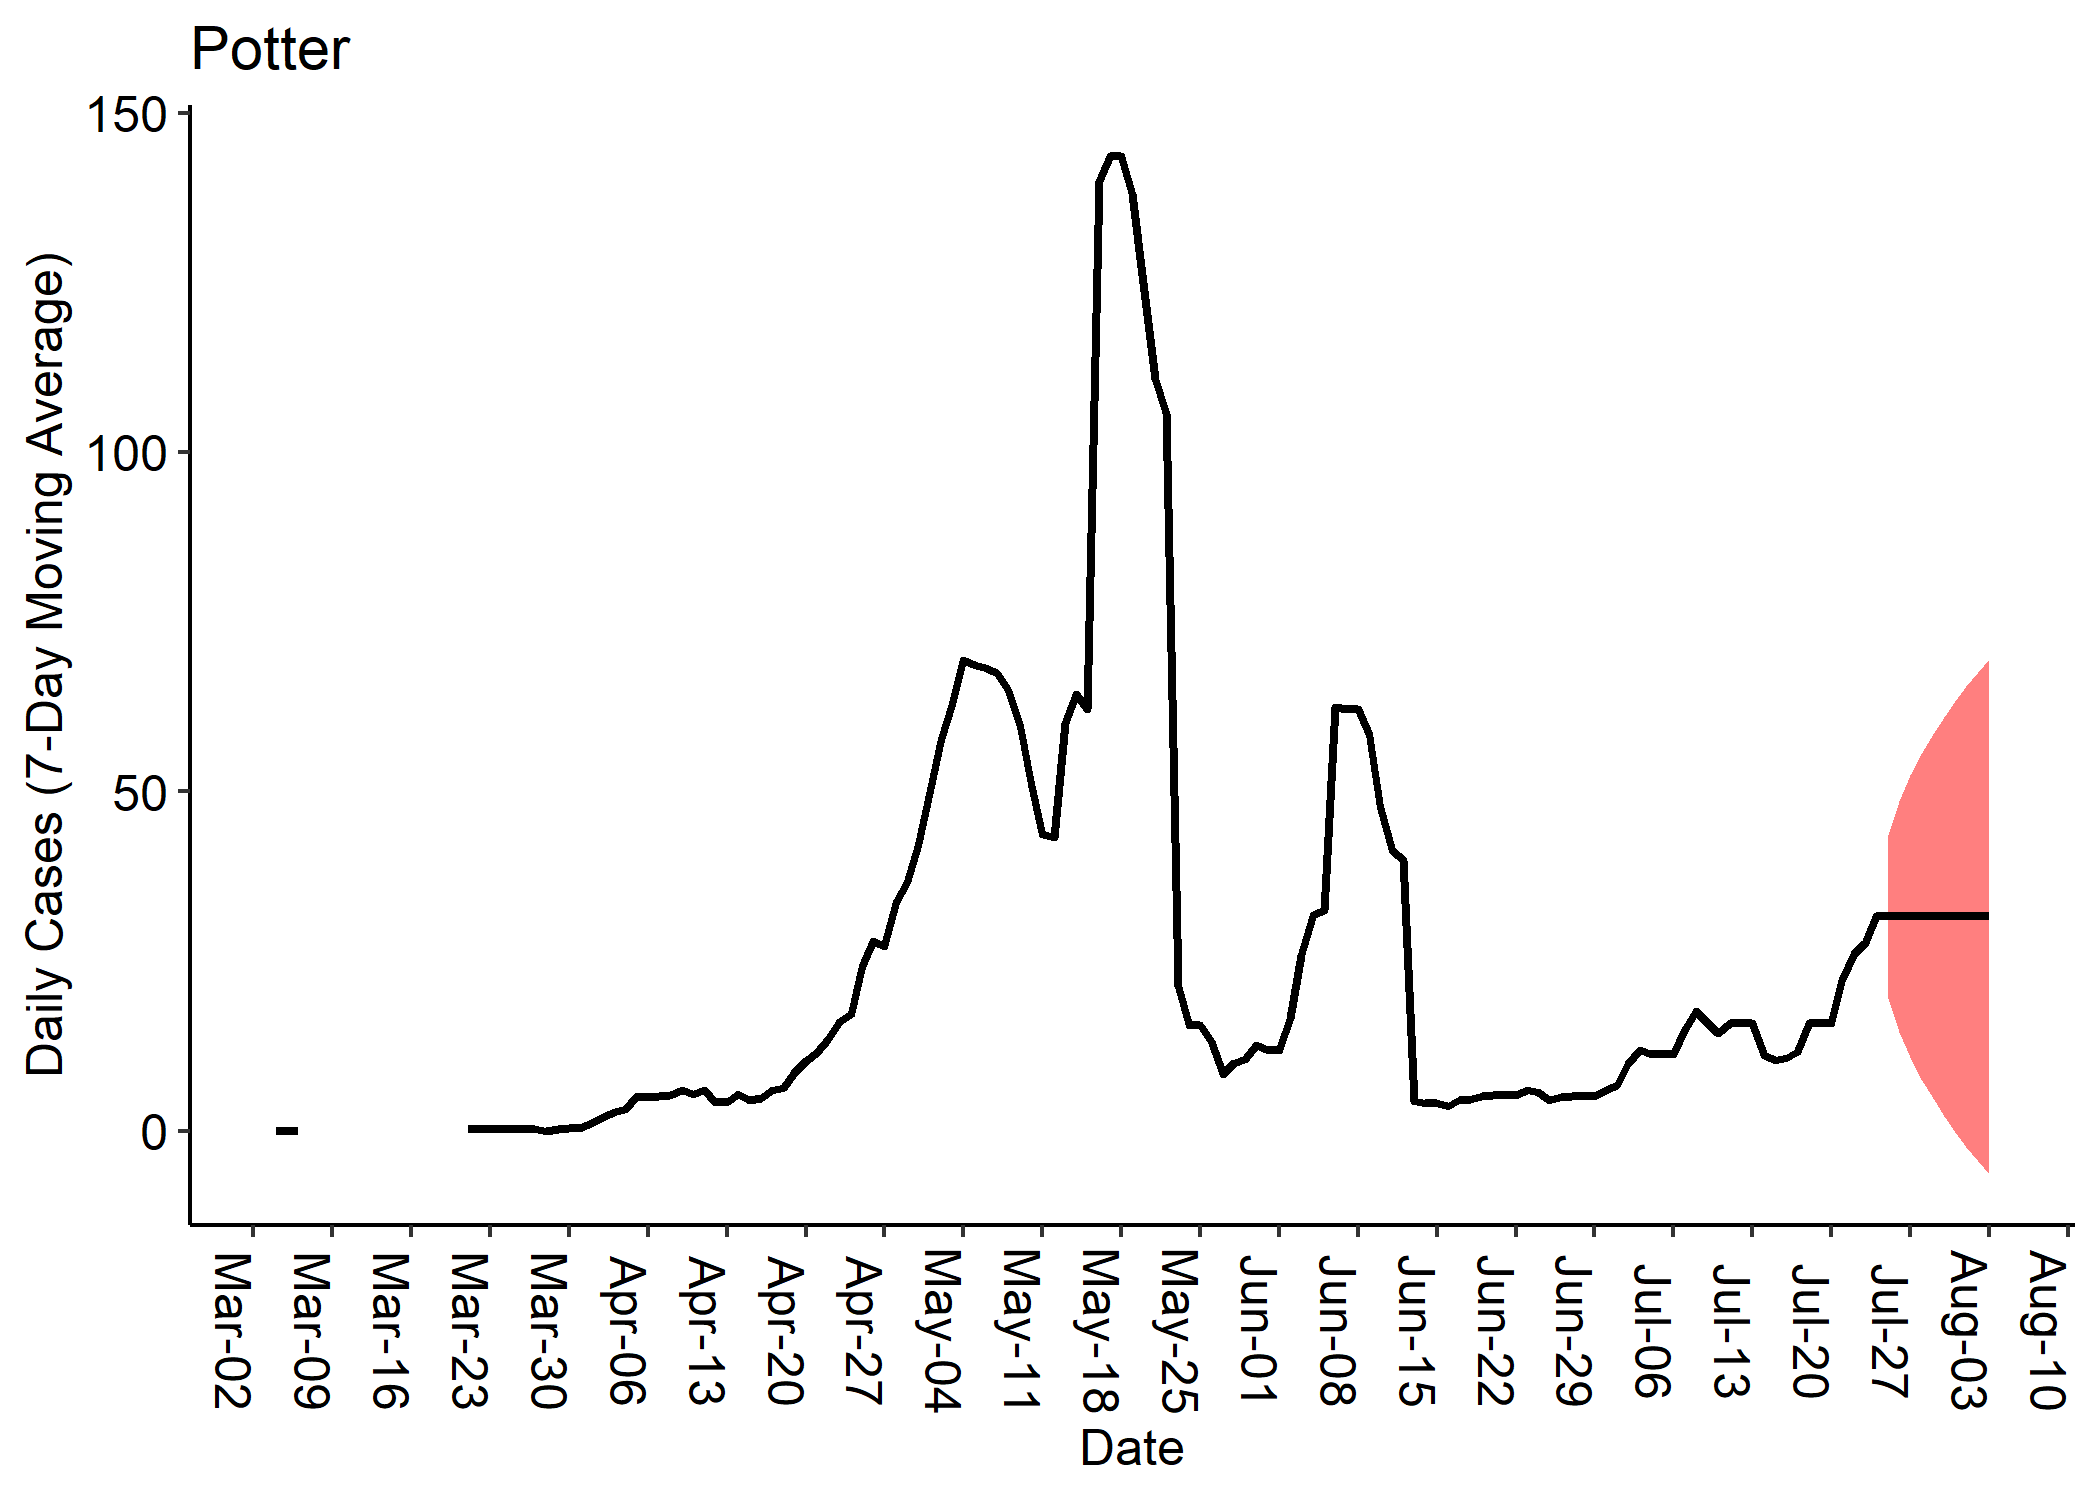 Potter
Daily Cases (7-Day Moving Average)
150
100
50
0
Mar-02
Mar-09
Mar-16
Mar-23
Mar-30
Apr-06
Apr-13
Apr-20
Apr-27
May-04
May-11
May-18
May-25
Jun-01
Jun-08
Jun-15
Jun-22
Jun-29
Jul-06
Jul-13
Jul-20
Jul-27
Aug-03
Aug-10
Date